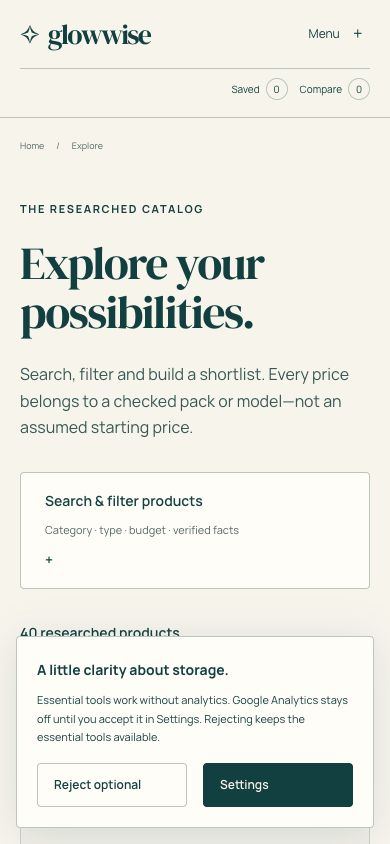 glowwise
Menu +
Saved 0 Compare 0
Home / Explore
THE RESEARCHED CATALOG
Explore your
possibilities.
Search, filter and build a shortlist. Every price
belongs to a checked pack or model—not an
assumed starting price.
Search & filter products
Category · type · budget · verified facts
+
40 researched products
A little clarity about storage.
Essential tools work without analytics. Google Analytics stays
off until you accept it in Settings. Rejecting keeps the
essential tools available.
Reject optional
Settings